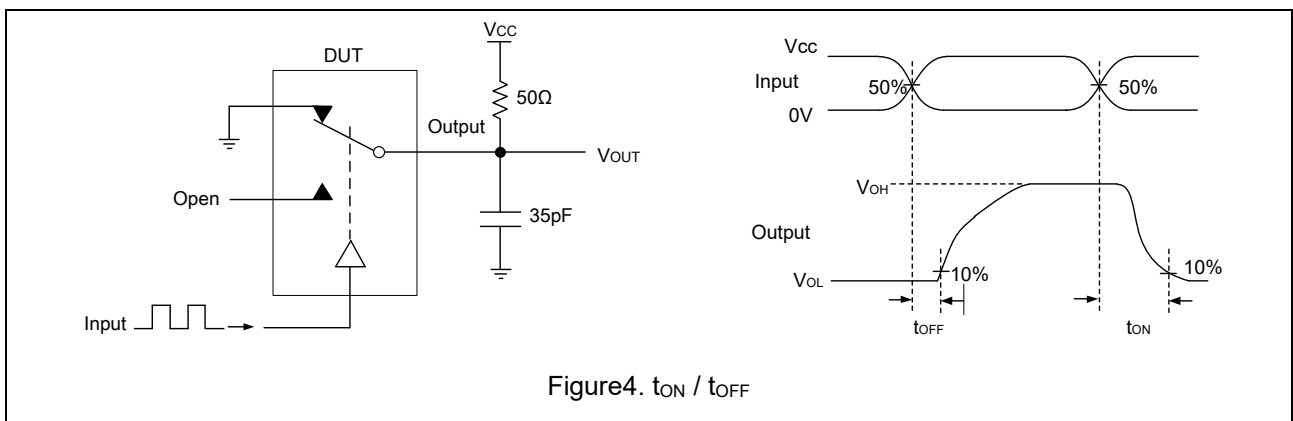 Vcc
DUT
50Ω
Output
VOUT
Open
35pF
Input
Vcc
Input
50%
50%
0V
VOH
Output
10%
10%
VOL
tOFF
tON
Figure4. tON / tOFF